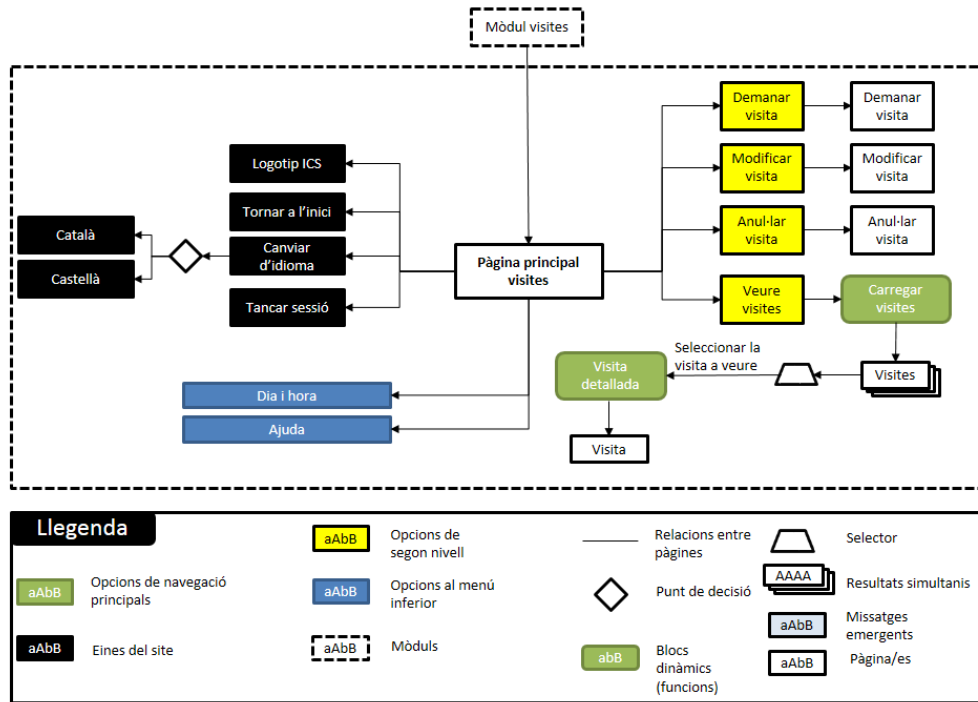 Mòdul visites
Demanar
visita
Demanar
visita
Logotip ICS
Modificar
visita
Modificar
visita
Tornar a l’inici
Català
Canviar
d’idioma
Anul·lar
visita
Anul·lar
visita
Pàgina principal
visites
Castellà
Tancar sessió
Veure
visites
Carregar
visites
Seleccionar la
visita a veure
Visita
detallada
Visites
Dia i hora
Ajuda
Visita
Llegenda
aAbB
Opcions de
segon nivell
Relacions entre
pàgines
Selector
aAbB
Opcions de navegació
principals
aAbB
Opcions al menú
inferior
Punt de decisió
AAAA
Resultats simultanis
aAbB
Eines del site
aAbB
Mòduls
abB
Blocs
dinàmics
(funcions)
aAbB
Missatges
emergents
aAbB
Pàgina/es